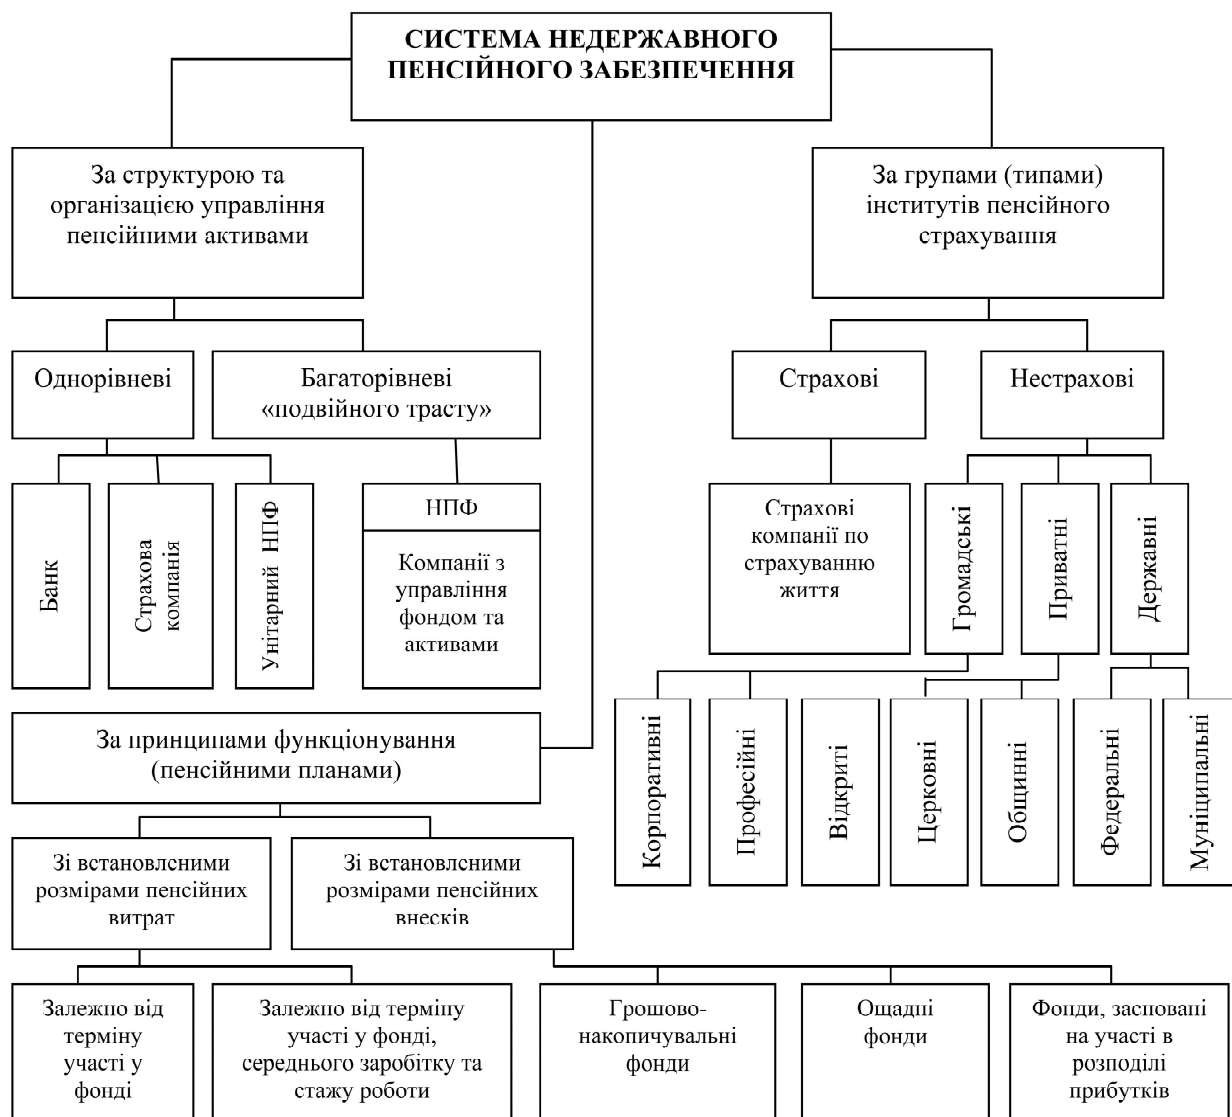 СИСТЕМА НЕДЕРЖАВНОГО
ПЕНСІЙНОГО ЗАБЕЗПЕЧЕННЯ
За структурою та
організацією управління
пенсійними активами
За групами (типами)
інститутів пенсійного
страхування
Однорівневі
Багаторівневі
«подвійного трасту»
Страхові
Нестрахові
Банк
Страхова
компанія
Унітарний НПФ
НПФ
Компанії з
управління
фондом та
активами
Страхові
компанії по
страхуванню
життя
Громадські
Приватні
Державні
Корпоративні
Професійні
Відкриті
Церковні
Общинні
Федеральні
Муніципальні
За принципами функціонування
(пенсійними планами)
Зі встановленими
розмірами пенсійних
витрат
Зі встановленими
розмірами пенсійних
внесків
Залежно від
терміну
участі у
фонді
Залежно від терміну
участі у фонді,
середнього заробітку та
стажу роботи
Грошово-
накопичувальні
фонди
Ощадні
фонди
Фонди, засновані
на участі в
розподілі
прибутків